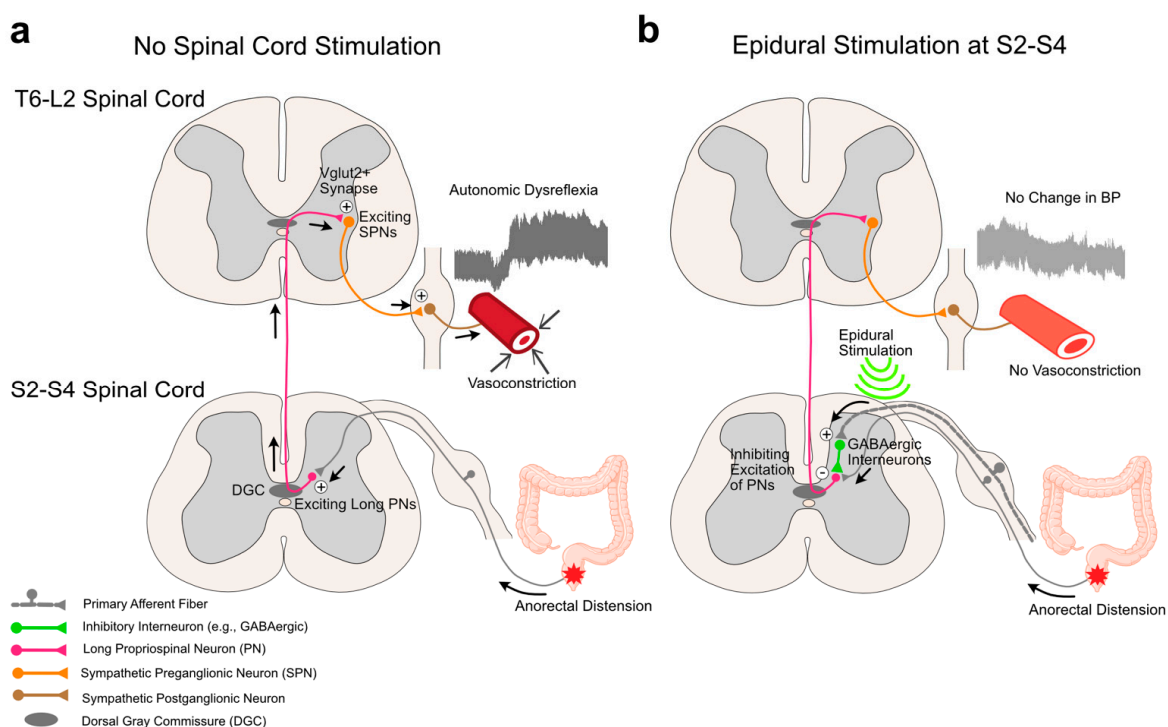 a
No Spinal Cord Stimulation
T6-L2 Spinal Cord
Vglut2+
Synapse
+
Exciting
SPNs
Autonomic Dysreflexia
+
Vasoconstriction
S2-S4 Spinal Cord
DGC
+
Exciting Long PNs
Anorectal Distension
b
Epidural Stimulation at S2-S4
No Change in BP
No Vasoconstriction
Epidural
Stimulation
+
GABAergic
Interneurons
-
Inhibiting
Excitation
of PNs
Anorectal Distension
Primary Afferent Fiber
Inhibitory Interneuron (e.g., GABAergic)
Long Propriospinal Neuron (PN)
Sympathetic Preganglionic Neuron (SPN)
Sympathetic Postganglionic Neuron
Dorsal Gray Commissure (DGC)